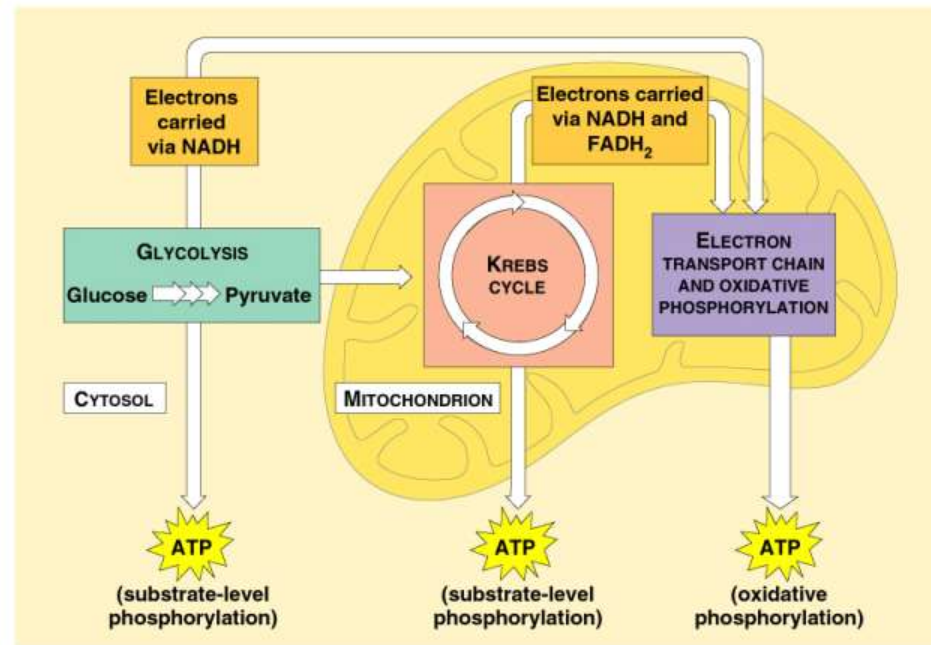 Electrons
carried
via NADH
Electrons carried
via NADH and
FADH₂
GLYCOLYSIS
Glucose Pyruvate
KREBS
CYCLE
ELECTRON
TRANSPORT CHAIN
AND OXIDATIVE
PHOSPHORYLATION
CYTOSOL
MITOCHONDRION
ATP
(substrate-level
phosphorylation)
ATP
(substrate-level
phosphorylation)
ATP
(oxidative
phosphorylation)